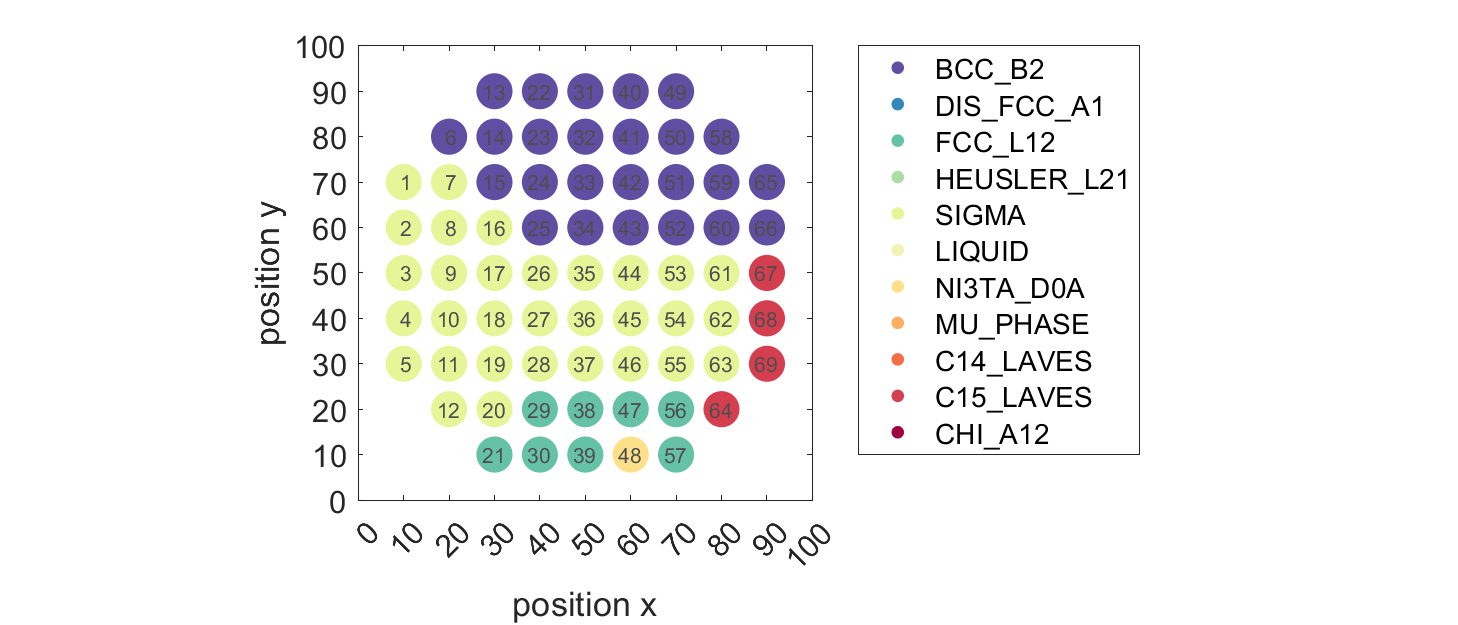 100
90
80
70
60
50
40
30
20
10
0
position y
13 22 31 40 49
6 14 23 32 41 50 58
1 7 15 24 33 42 51 59 65
2 8 16 25 34 43 52 60 66
3 9 17 26 35 44 53 61 67
4 10 18 27 36 45 54 62 68
5 11 19 28 37 46 55 63 69
12 20 29 38 47 56 64
21 30 39 48 57
0 10 20 30 40 50 60 70 80 90 100
position x
BCC_B2
DIS_FCC_A1
FCC_L12
HEUSLER_L21
SIGMA
LIQUID
NI3TA_D0A
MU_PHASE
C14_LAVES
C15_LAVES
CHI_A12